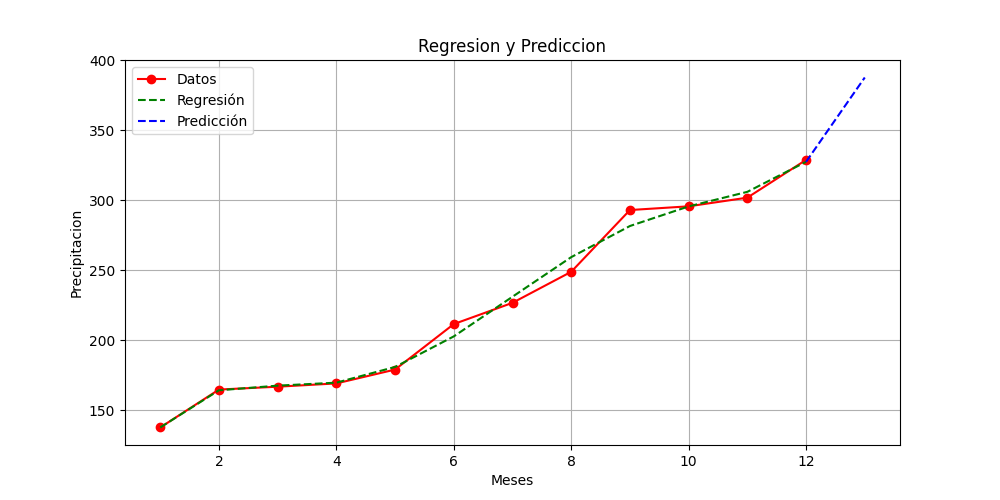 Regresion y Prediccion
Datos
Regresión
Predicción
400
350
300
250
200
150
Precipitacion
2 4 6 8 10 12
Meses